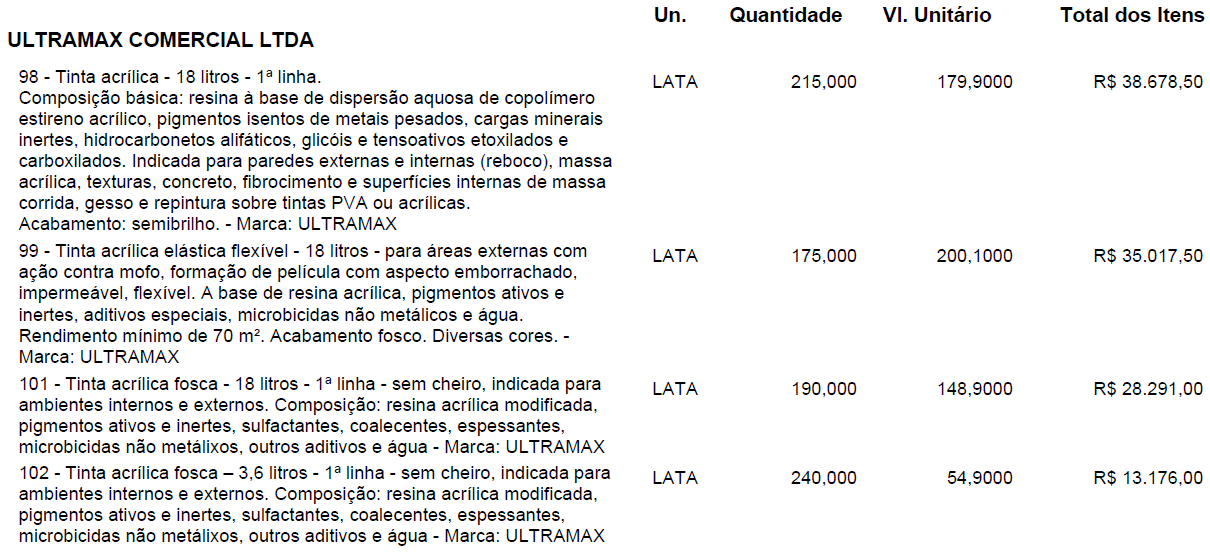 Un. Quantidade Vl. Unitário Total dos Itens
ULTRAMAX COMERCIAL LTDA
98 - Tinta acrílica - 18 litros - 1ª linha. LATA 215,000 179,9000 R$ 38.678,50
Composição básica: resina à base de dispersão aquosa de copolímero
estireno acrílico, pigmentos isentos de metais pesados, cargas minerais
inertes, hidrocarbonetos alifáticos, glicóis e tensoativos etoxilados e
carboxilados. Indicada para paredes externas e internas (reboco), massa
acrílica, texturas, concreto, fibrocimento e superfícies internas de massa
corrida, gesso e repintura sobre tintas PVA ou acrílicas.
Acabamento: semibrilho. - Marca: ULTRAMAX
99 - Tinta acrílica elástica flexível - 18 litros - para áreas externas com LATA 175,000 200,1000 R$ 35.017,50
ação contra mofo, formação de película com aspecto emborrachado,
impermeável, flexível. A base de resina acrílica, pigmentos ativos e
inertes, aditivos especiais, microbicidas não metálicos e água.
Rendimento mínimo de 70 m². Acabamento fosco. Diversas cores. -
Marca: ULTRAMAX
101 - Tinta acrílica fosca - 18 litros - 1ª linha - sem cheiro, indicada para LATA 190,000 148,9000 R$ 28.291,00
ambientes internos e externos. Composição: resina acrílica modificada,
pigmentos ativos e inertes, sulfactantes, coalecentes, espessantes,
microbicidas não metálixos, outros aditivos e água - Marca: ULTRAMAX
102 - Tinta acrílica fosca – 3,6 litros - 1ª linha - sem cheiro, indicada para LATA 240,000 54,9000 R$ 13.176,00
ambientes internos e externos. Composição: resina acrílica modificada,
pigmentos ativos e inertes, sulfactantes, coalecentes, espessantes,
microbicidas não metálixos, outros aditivos e água - Marca: ULTRAMAX